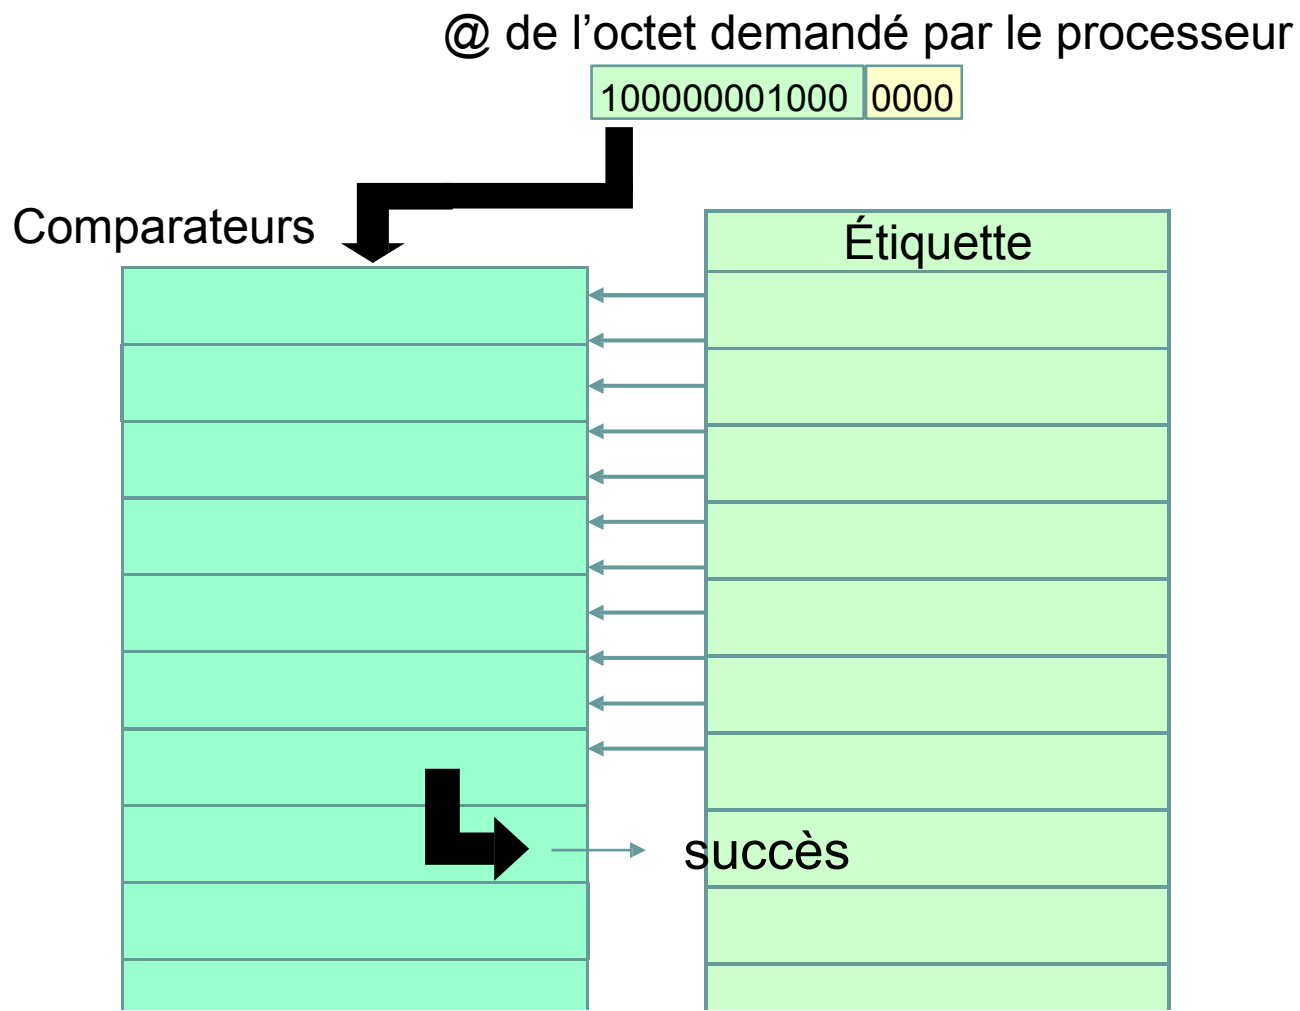 @ de l’octet demandé par le processeur
100000001000 0000
Comparateurs
Étiquette
succès